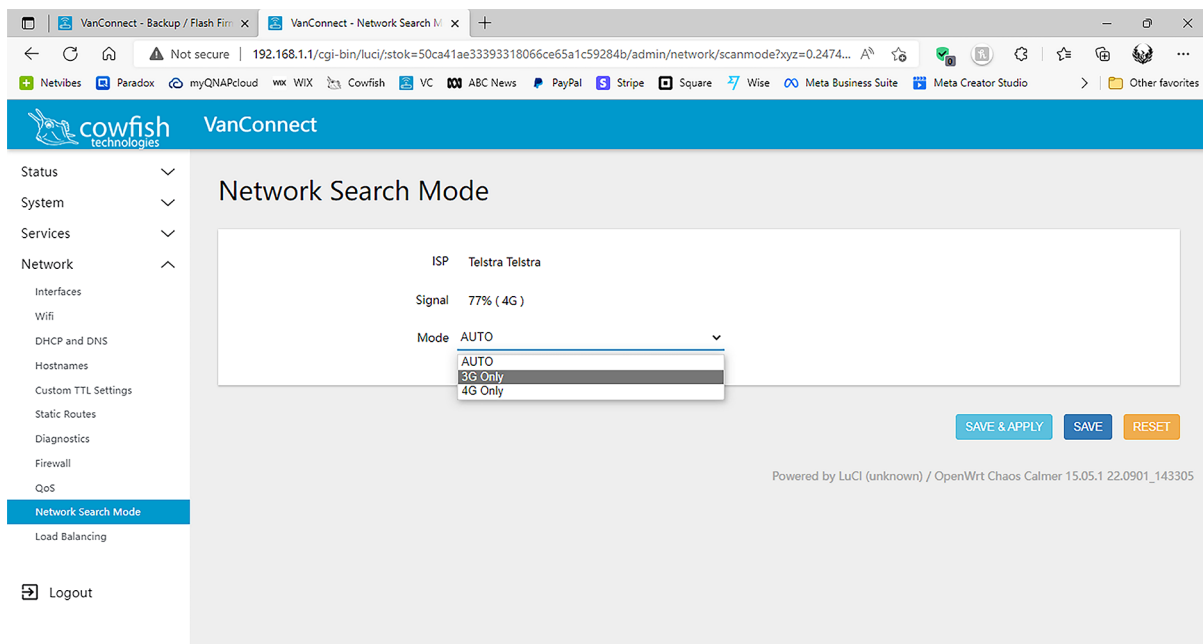 VanConnect - Backup / Flash Firm
VanConnect - Network Search M
Not secure 192.168.1.1/cgi-bin/luci/;stok=50ca41ae33393318066ce65a1c59284b/admin/network/scanmode?xyz=0.2474...
Netvibes Paradox myQNAPcloud WIX WIX Cowfish VC ABC News PayPal S Stripe Square Wise Meta Business Suite Meta Creator Studio Other favorites
cowfish technologies
VanConnect
Status
System
Services
Network
Interfaces
Wifi
DHCP and DNS
Hostnames
Custom TTL Settings
Static Routes
Diagnostics
Firewall
QoS
Network Search Mode
Load Balancing
Logout
Network Search Mode
ISP Telstra Telstra
Signal 77% ( 4G )
Mode AUTO
AUTO
3G Only
4G Only
SAVE & APPLY SAVE RESET
Powered by LuCI (unknown) / OpenWrt Chaos Calmer 15.05.1 22.0901_143305